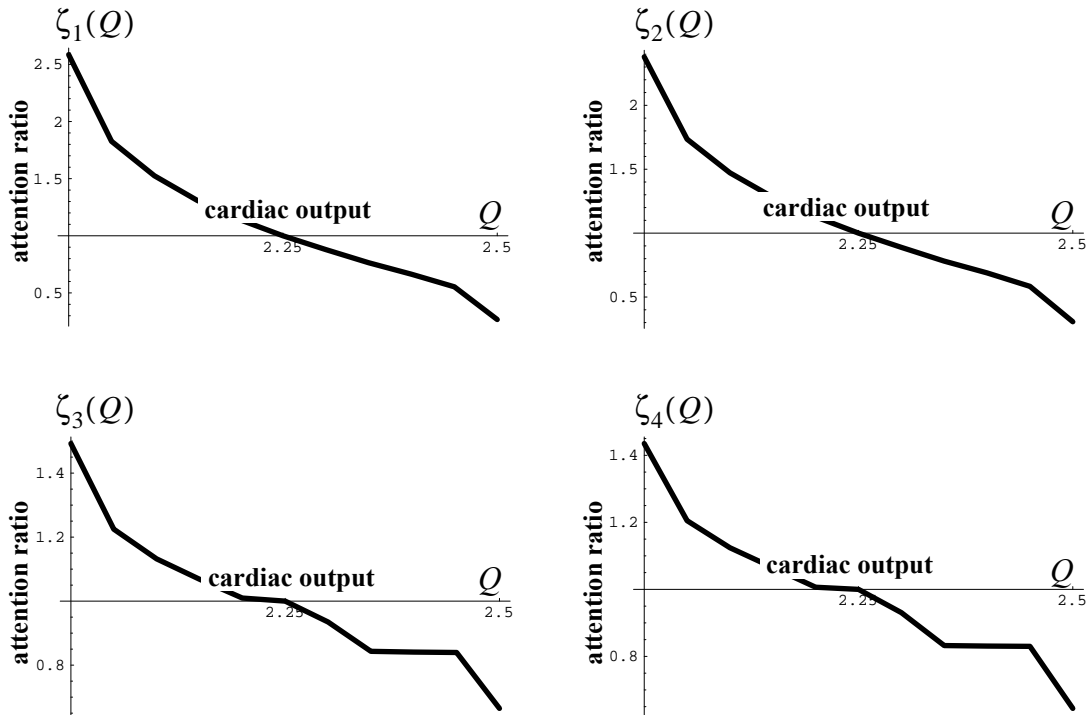 ζ1(Q)
attention ratio
2.5
2
1.5
0.5
cardiac output
Q
2.25
2.5
ζ2(Q)
attention ratio
2
1.5
0.5
cardiac output
Q
2.25
2.5
ζ3(Q)
attention ratio
1.4
1.2
0.8
cardiac output
Q
2.25
2.5
ζ4(Q)
attention ratio
1.4
1.2
0.8
cardiac output
Q
2.25
2.5